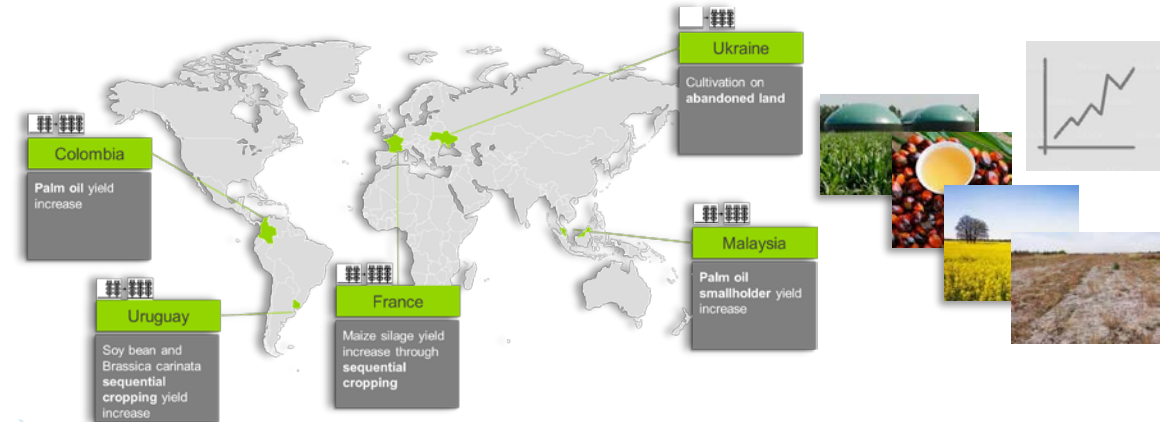 Ukraine
Cultivation on
abandoned land
Colombia
Palm oil yield
increase
Malaysia
Palm oil
smallholder yield
increase
Uruguay
Soy bean and
Brassica carinata
sequential
cropping yield
increase
France
Maize silage yield
increase through
sequential
cropping